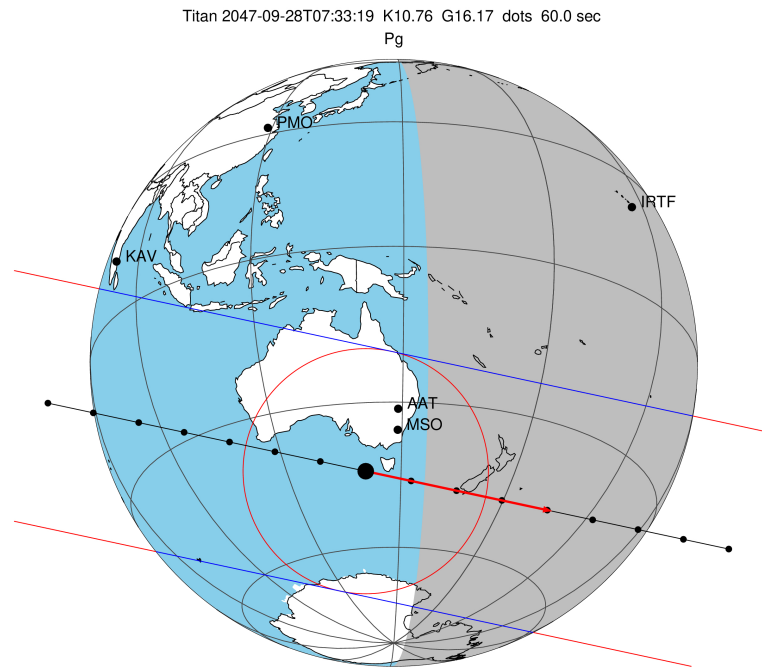 Titan 2047-09-28T07:33:19 K10.76 G16.17 dots 60.0 sec
Pg
PMO
IRTF
KAV
AAT
MSO